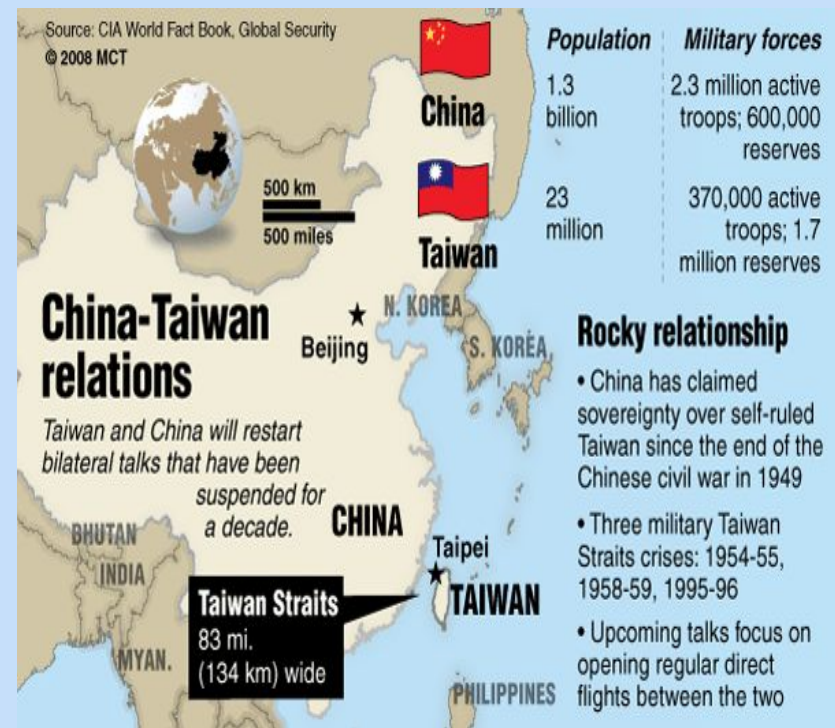 Source: CIA World Fact Book, Global Security
© 2008 MCT
500 km
500 miles
China-Taiwan
relations
Taiwan and China will restart
bilateral talks that have been
suspended for
a decade.
China
Taiwan
Population
Military forces
1.3
billion
2.3 million active
troops; 600,000
reserves
23
million
370,000 active
troops; 1.7
million reserves
Beijing
N. KOREA
S. KOREA
CHINA
BHUTAN
INDIA
MYAN.
Taiwan Straits
83 mi.
(134 km) wide
Taipei
TAIWAN
PHILIPPINES
Rocky relationship
• China has claimed
sovereignty over self-ruled
Taiwan since the end of the
Chinese civil war in 1949
• Three military Taiwan
Straits crises: 1954-55,
1958-59, 1995-96
• Upcoming talks focus on
opening regular direct
flights between the two